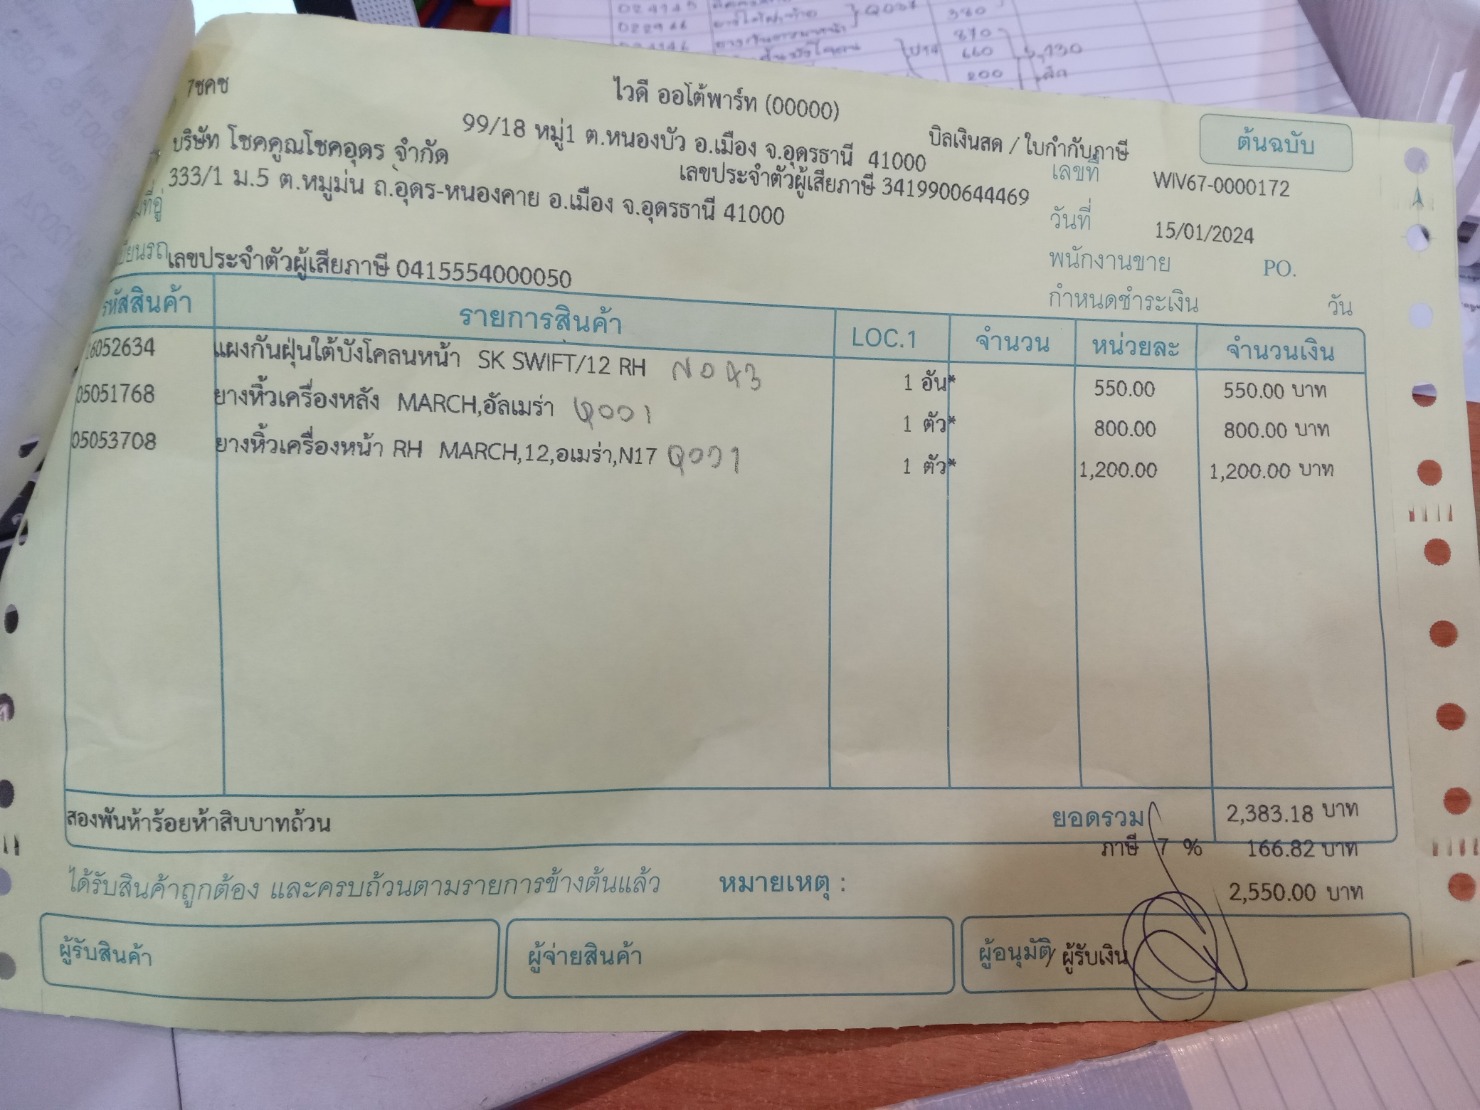 7ชคช
ไวดี ออโต้พาร์ท (00000)
99/18 หมู่1 ต.หนองบัว อ.เมือง จ.อุดรธานี 41000
บิลเงินสด / ใบกำกับภาษี
ต้นฉบับ
บริษัท โชคคูณโชคอุดร จำกัด
เลขประจำตัวผู้เสียภาษี 3419900644469
เลขที่ WIV67-0000172
333/1 ม.5 ต.หมูม่น ถ.อุดร-หนองคาย อ.เมือง จ.อุดรธานี 41000
วันที่ 15/01/2024
พนักงานขาย PO.
เลขประจำตัวผู้เสียภาษี 0415554000050
กำหนดชำระเงิน วัน
รหัสสินค้า รายการสินค้า LOC.1 จำนวน หน่วยละ จำนวนเงิน
6052634 แผงกันฝุ่นใต้บังโคลนหน้า SK SWIFT/12 RH 1 อัน* 550.00 550.00 บาท
05051768 ยางหิ้วเครื่องหลัง MARCH,อัลเมร่า Q001 1 ตัว* 800.00 800.00 บาท
05053708 ยางหิ้วเครื่องหน้า RH MARCH,12,อเมร่า,N17 Q001 1 ตัว* 1,200.00 1,200.00 บาท
สองพันห้าร้อยห้าสิบบาทถ้วน ยอดรวม 2,383.18 บาท
ภาษี 7 % 166.82 บาท
ได้รับสินค้าถูกต้อง และครบถ้วนตามรายการข้างต้นแล้ว หมายเหตุ : 2,550.00 บาท
ผู้รับสินค้า ผู้จ่ายสินค้า ผู้อนุมัติ/ ผู้รับเงิน